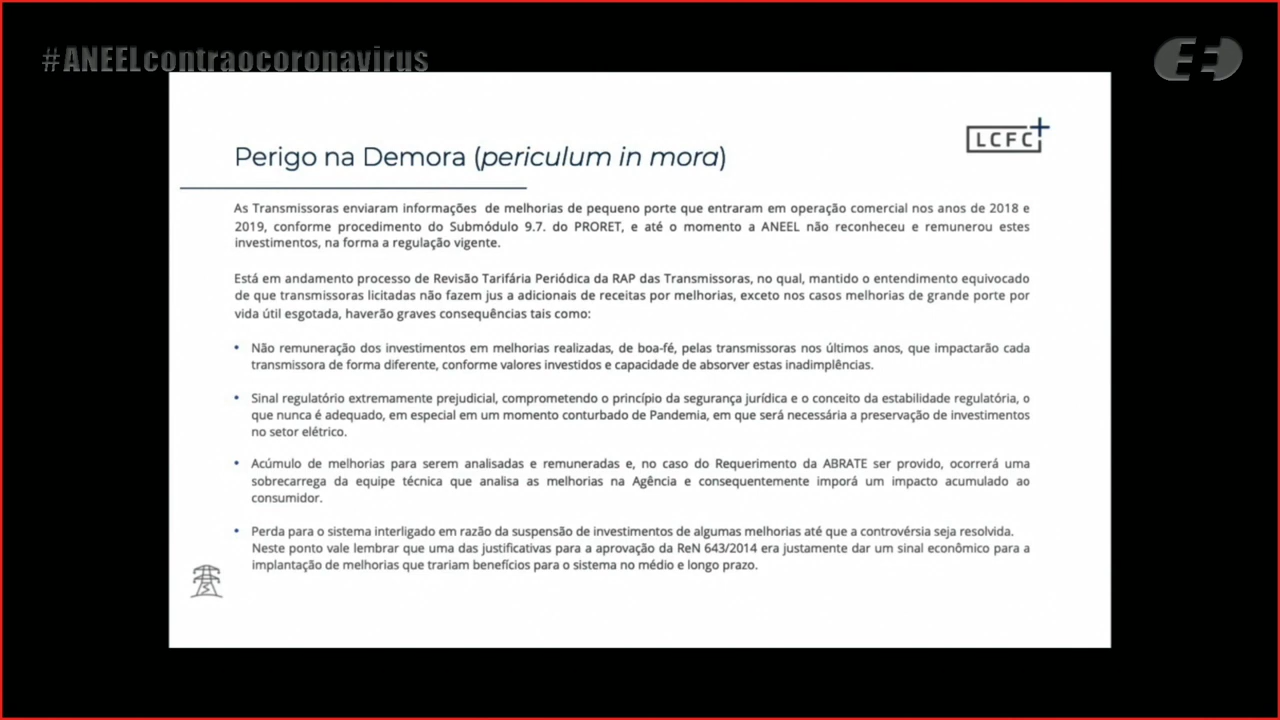 #ANEELcontraocoronavirus
LCFC+
Perigo na Demora (periculum in mora)
As Transmissoras enviaram informações de melhorias de pequeno porte que entraram em operação comercial nos anos de 2018 e
2019, conforme procedimento do Submódulo 9.7. do PRORET, e até o momento a ANEEL não reconheceu e remunerou estes
investimentos, na forma a regulação vigente.
Está em andamento processo de Revisão Tarifária Periódica da RAP das Transmissoras, no qual, mantido o entendimento equivocado
de que transmissoras licitadas não fazem jus a adicionais de receitas por melhorias, exceto nos casos melhorias de grande porte por
vida útil esgotada, haverão graves consequências tais como:
• Não remuneração dos investimentos em melhorias realizadas, de boa-fé, pelas transmissoras nos últimos anos, que impactarão cada
transmissora de forma diferente, conforme valores investidos e capacidade de absorver estas inadimplências.
• Sinal regulatório extremamente prejudicial, comprometendo o princípio da segurança jurídica e o conceito da estabilidade regulatória, o
que nunca é adequado, em especial em um momento conturbado de Pandemia, em que será necessária a preservação de investimentos
no setor elétrico.
• Acúmulo de melhorias para serem analisadas e remuneradas e, no caso do Requerimento da ABRATE ser provido, ocorrerá uma
sobrecarrega da equipe técnica que analisa as melhorias na Agência e consequentemente imporá um impacto acumulado ao
consumidor.
• Perda para o sistema interligado em razão da suspensão de investimentos de algumas melhorias até que a controvérsia seja resolvida.
Neste ponto vale lembrar que uma das justificativas para a aprovação da ReN 643/2014 era justamente dar um sinal econômico para a
implantação de melhorias que trariam benefícios para o sistema no médio e longo prazo.